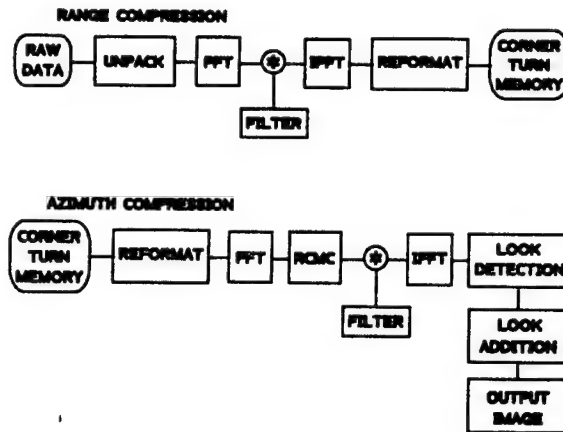 RANGE COMPRESSION
RAW
DATA
UNPACK
FFT
*
IFFT
REFORMAT
CORNER
TURN
MEMORY
FILTER
AZIMUTH COMPRESSION
CORNER
TURN
MEMORY
REFORMAT
FFT
RCMC
*
IFFT
LOOK
DETECTION
FILTER
LOOK
ADDITION
OUTPUT
IMAGE